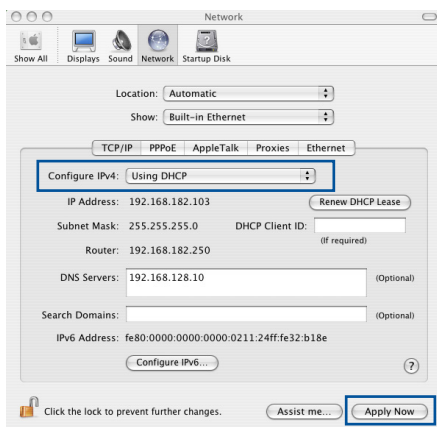 Network
Show All Displays Sound Network Startup Disk
Location: Automatic
Show: Built-in Ethernet
TCP/IP PPPoE AppleTalk Proxies Ethernet
Configure IPv4: Using DHCP
IP Address: 192.168.182.103 Renew DHCP Lease
Subnet Mask: 255.255.255.0 DHCP Client ID:
(If required)
Router: 192.168.182.250
DNS Servers: 192.168.128.10 (Optional)
Search Domains: (Optional)
IPv6 Address: fe80:0000:0000:0000:0211:24ff:fe32:b18e
Configure IPv6... ?
Click the lock to prevent further changes. Assist me... Apply Now